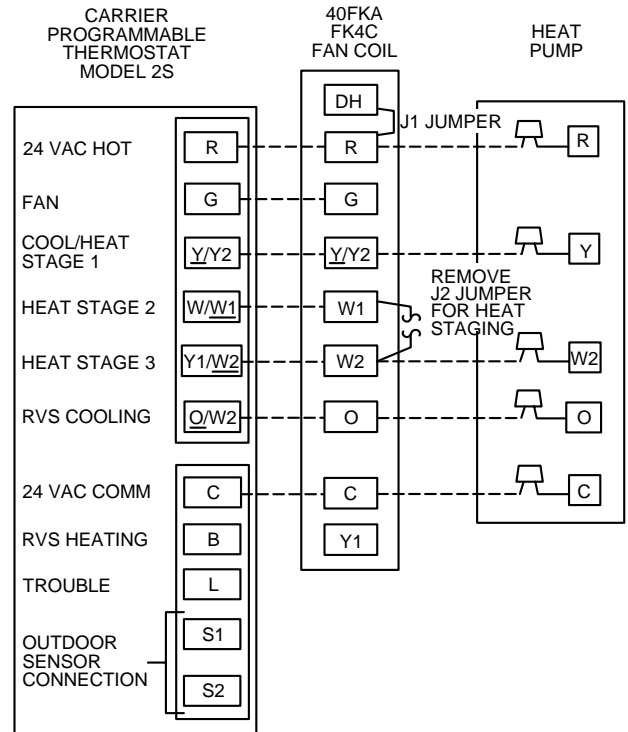 CARRIER
PROGRAMMABLE
THERMOSTAT
MODEL 2S
40FKA
FK4C
FAN COIL
HEAT
PUMP
DH
J1 JUMPER
24 VAC HOT
R
R
R
FAN
G
G
COOL/HEAT
STAGE 1
Y/Y2
Y/Y2
Y
REMOVE
J2 JUMPER
FOR HEAT
STAGING
HEAT STAGE 2
W/W1
W1
HEAT STAGE 3
Y1/W2
W2
W2
RVS COOLING
O/W2
O
O
24 VAC COMM
C
C
C
RVS HEATING
B
Y1
TROUBLE
L
OUTDOOR
SENSOR
CONNECTION
S1
S2